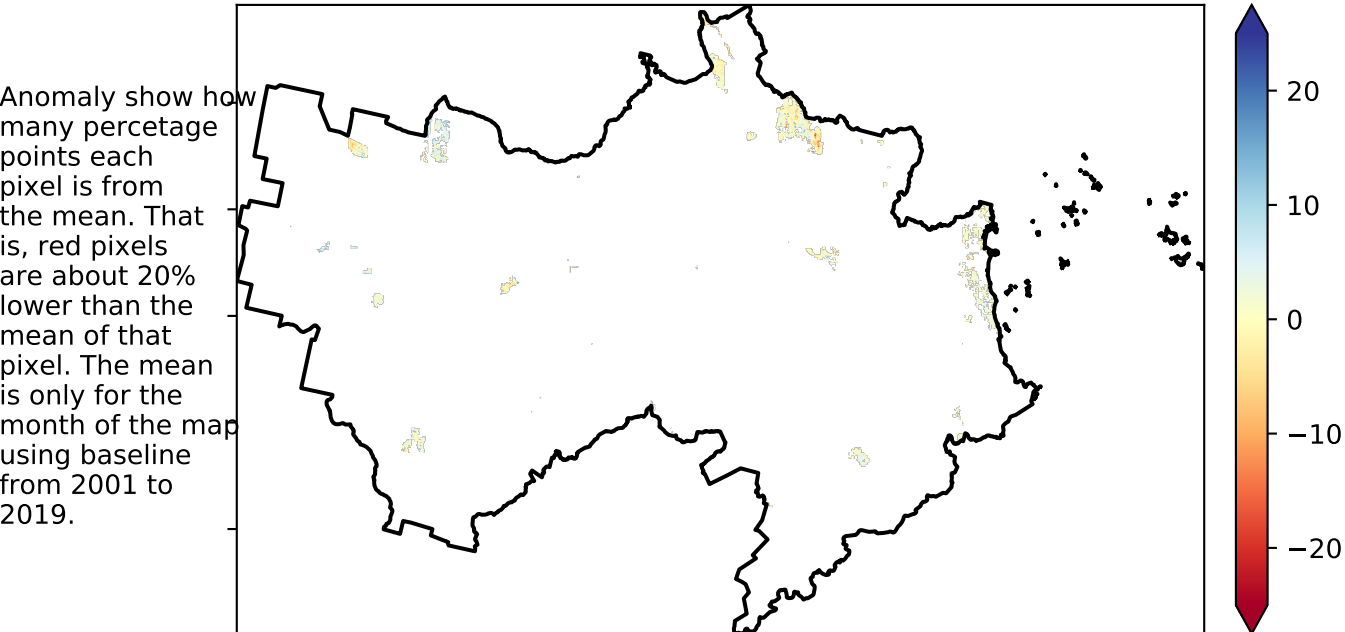 Anomaly show how
many percetage
points each
pixel is from
the mean. That
is, red pixels
are about 20%
lower than the
mean of that
pixel. The mean
is only for the
month of the map
using baseline
from 2001 to
2019.
20
10
0
−10
−20